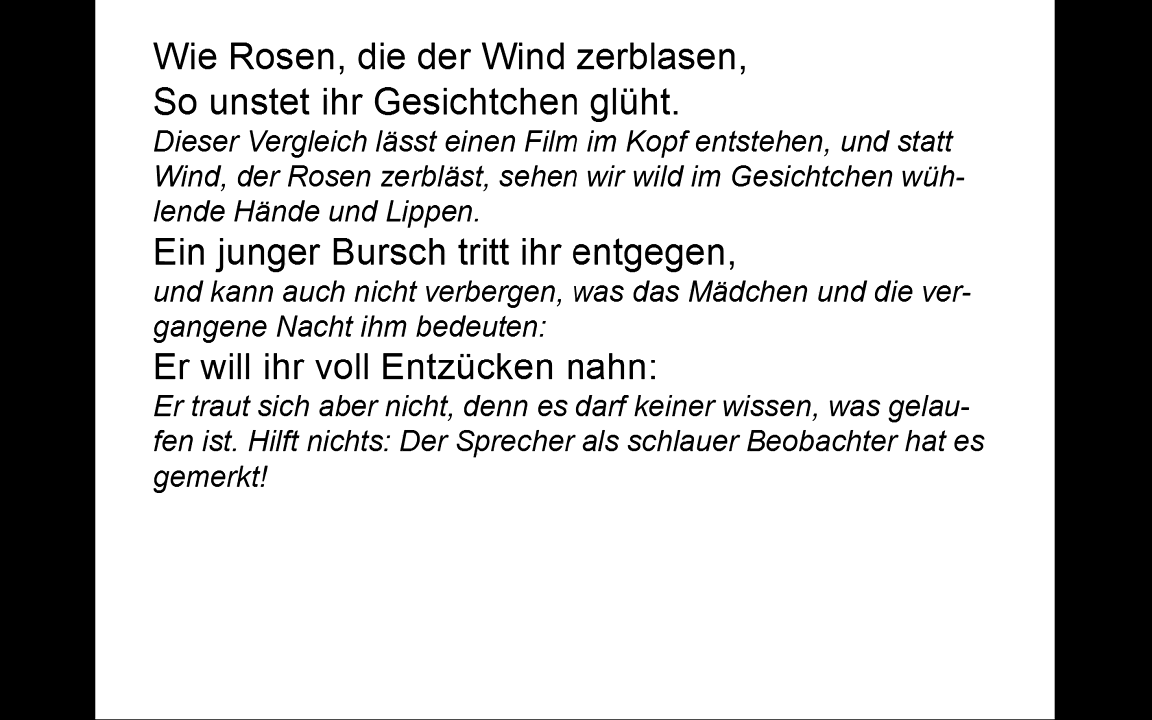 Wie Rosen, die der Wind zerblasen,
So unstet ihr Gesichtchen glüht.
Dieser Vergleich lässt einen Film im Kopf entstehen, und statt
Wind, der Rosen zerbläst, sehen wir wild im Gesichtchen wüh-
lende Hände und Lippen.
Ein junger Bursch tritt ihr entgegen,
und kann auch nicht verbergen, was das Mädchen und die ver-
gangene Nacht ihm bedeuten:
Er will ihr voll Entzücken nahn:
Er traut sich aber nicht, denn es darf keiner wissen, was gelau-
fen ist. Hilft nichts: Der Sprecher als schlauer Beobachter hat es
gemerkt!